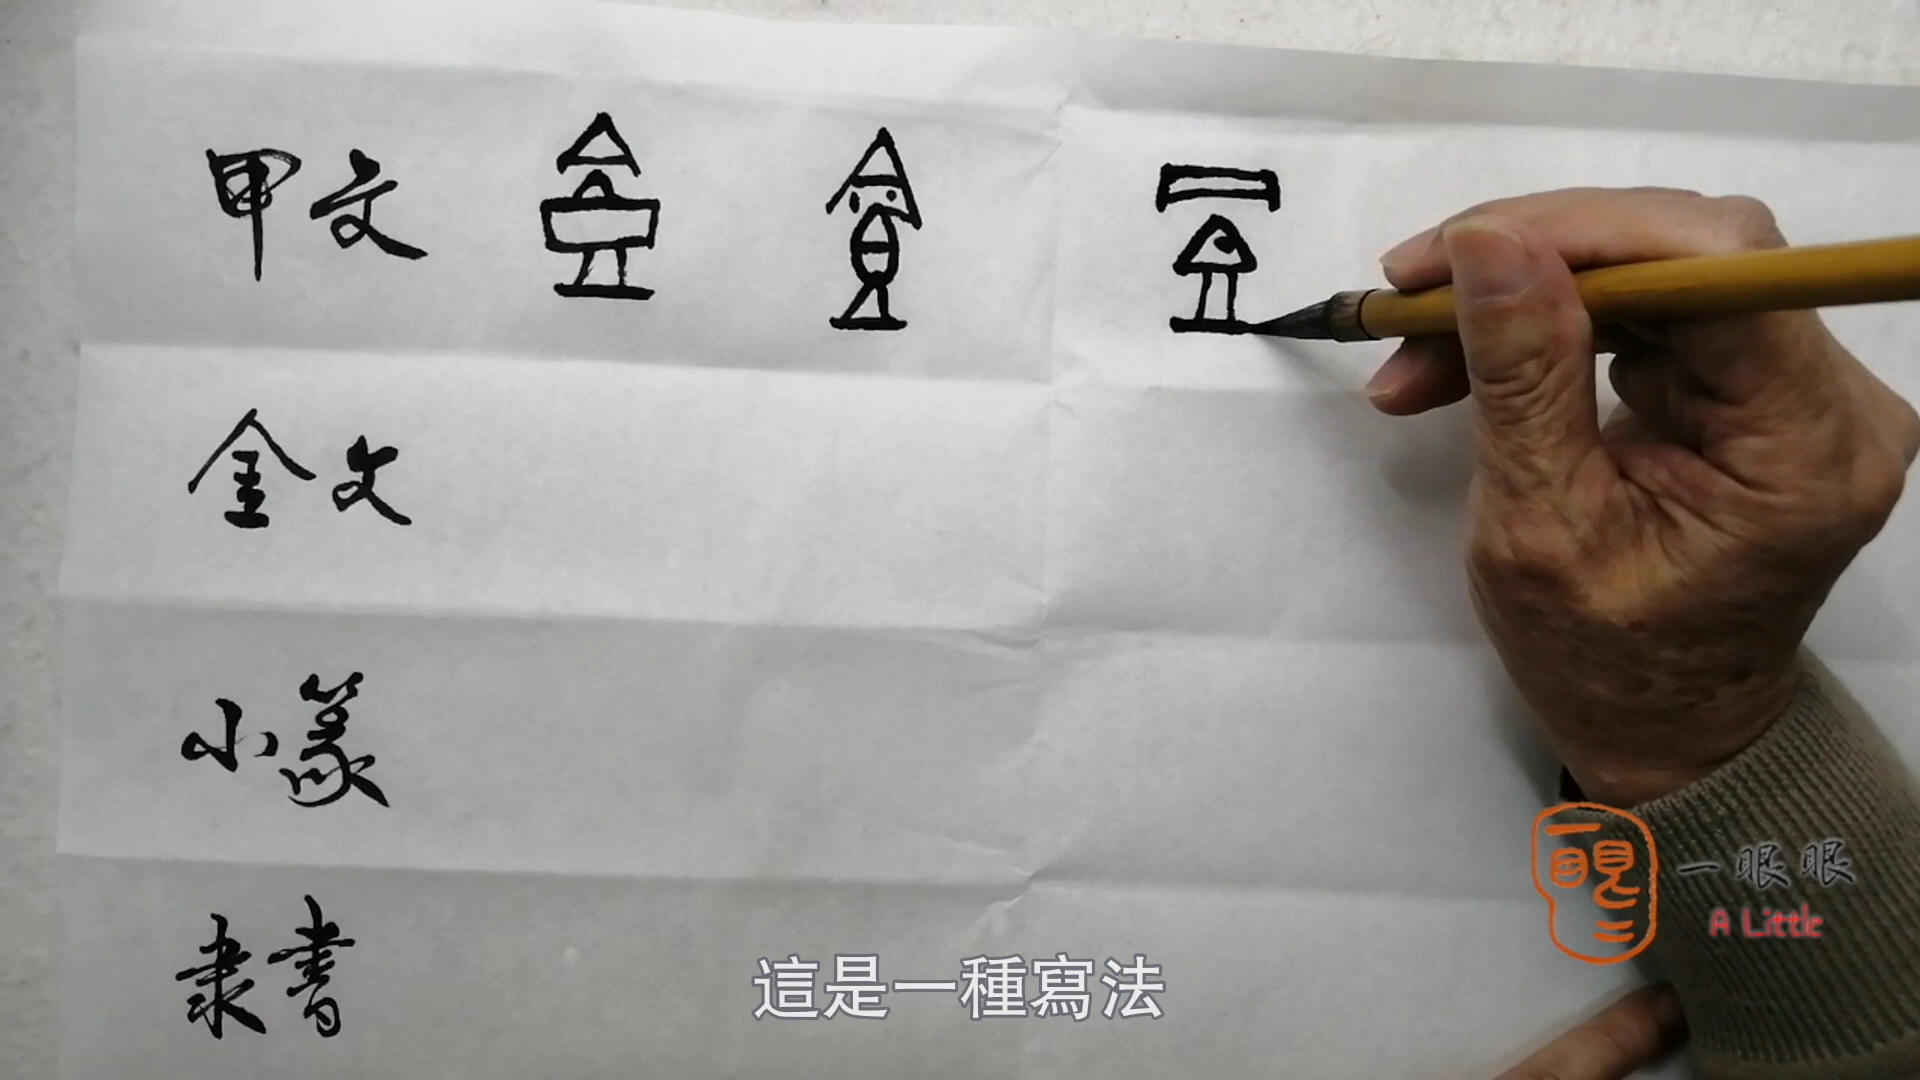 甲文
金文
小篆
隶書
一眼眼
A Little
這是一種寫法